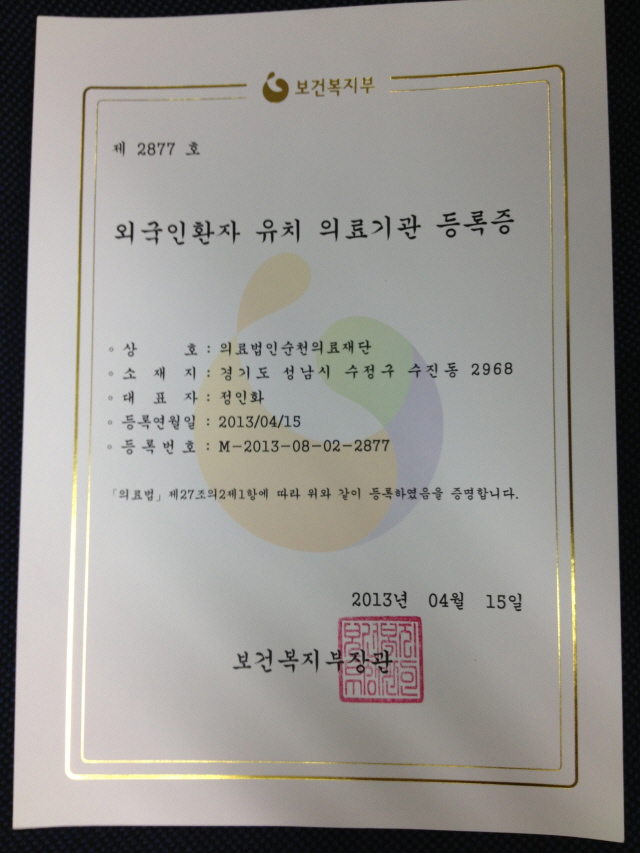 보건복지부
제 2877 호
외국인환자 유치 의료기관 등록증
◦ 상 호 : 의료법인순천의료재단
◦ 소 재 지 : 경기도 성남시 수정구 수진동 2968
◦ 대 표 자 : 정인화
◦ 등록연월일 : 2013/04/15
◦ 등 록 번 호 : M-2013-08-02-2877
「의료법」 제27조의2제1항에 따라 위와 같이 등록하였음을 증명합니다.
2013년 04월 15일
보건복지부장관